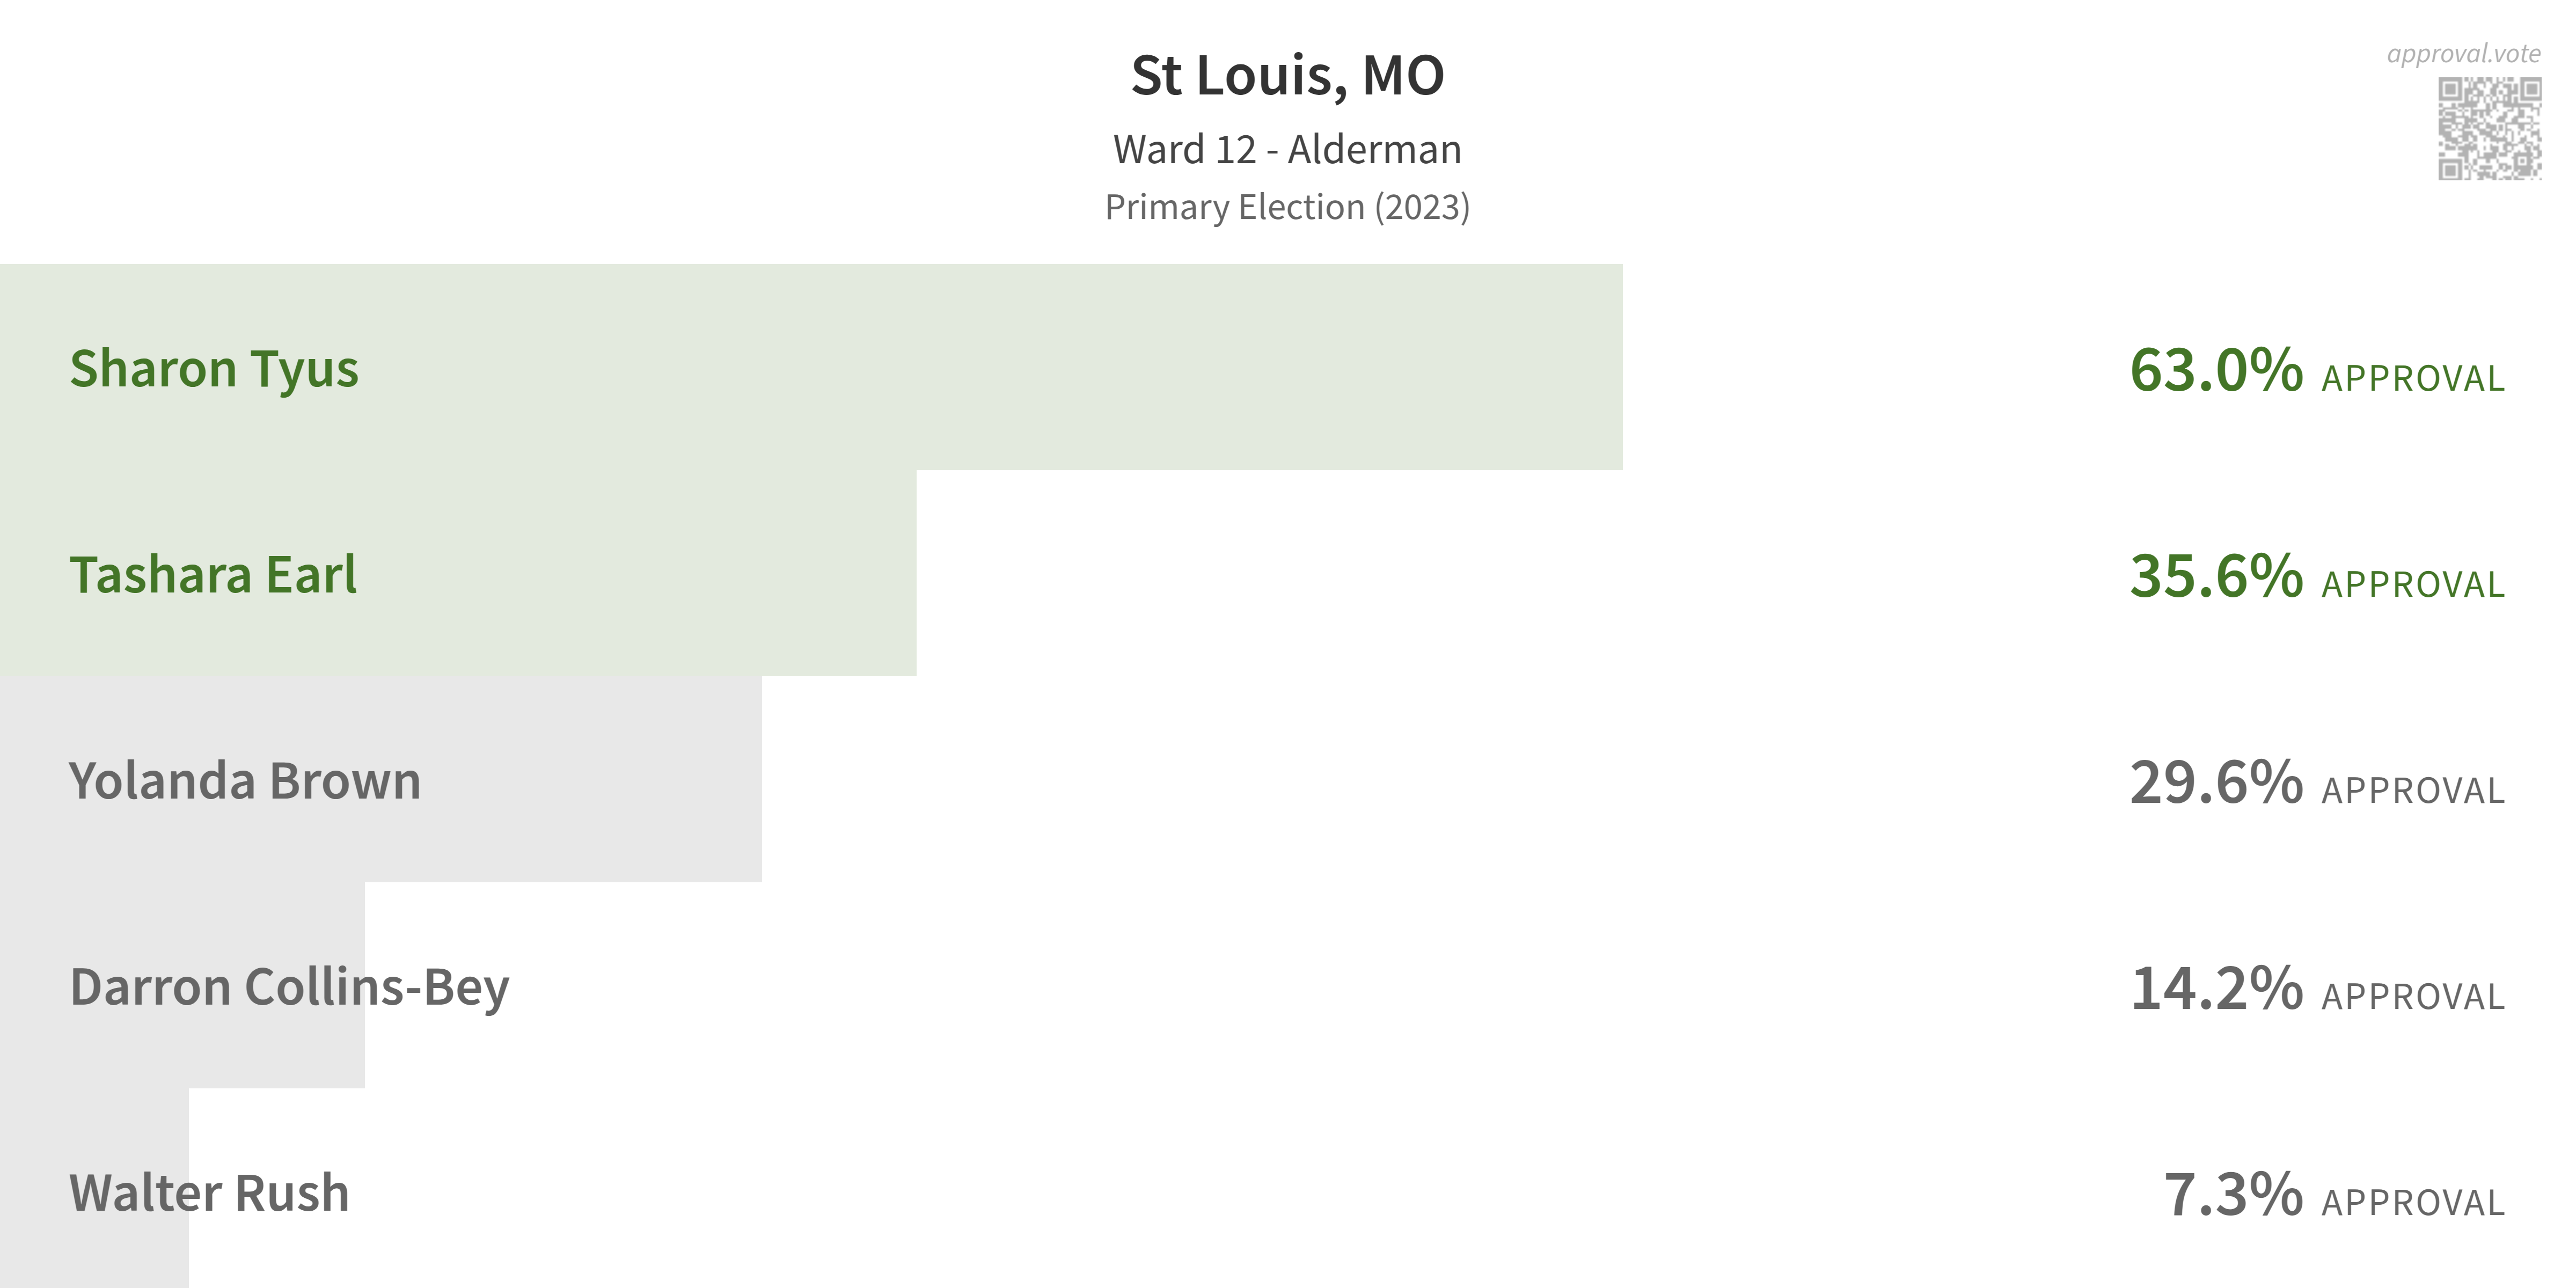 St Louis, MO
Ward 12 - Alderman
Primary Election (2023)
approval.vote
Sharon Tyus 63.0% APPROVAL
Tashara Earl 35.6% APPROVAL
Yolanda Brown 29.6% APPROVAL
Darron Collins-Bey 14.2% APPROVAL
Walter Rush 7.3% APPROVAL